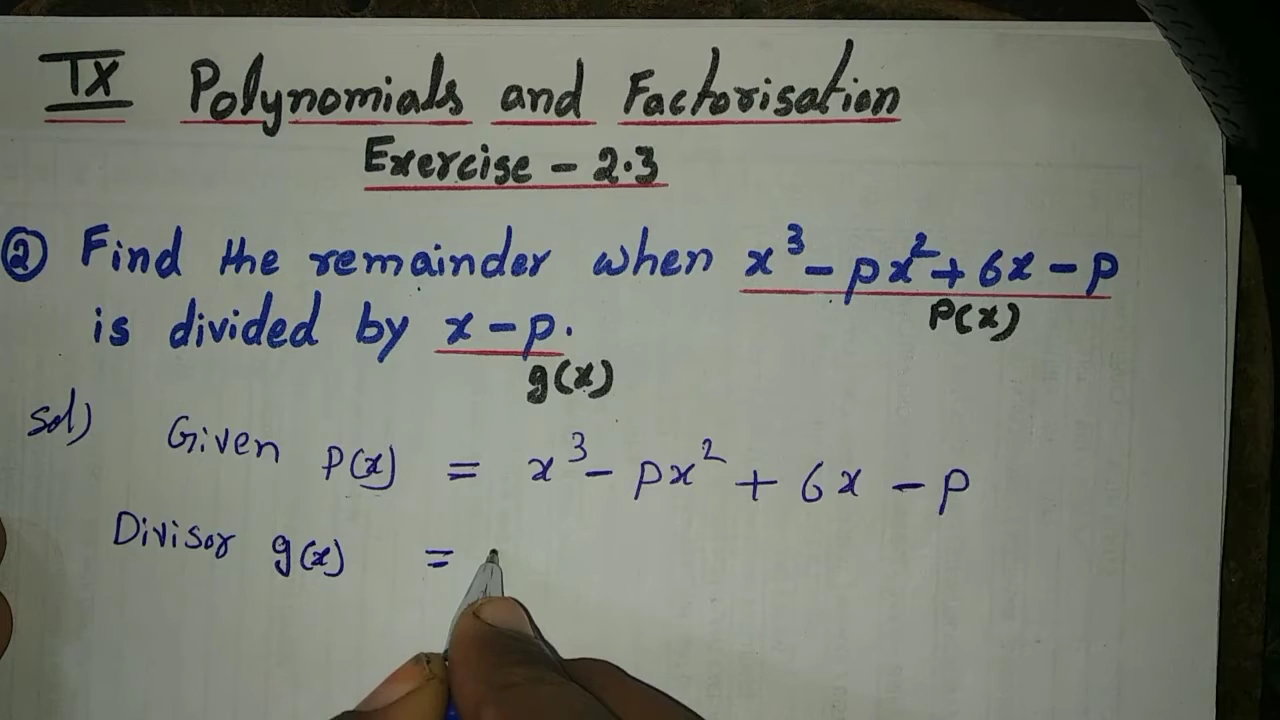 IX Polynomials and Factorisation
Exercise - 2.3
② Find the remainder when x³ - px² + 6x - p
P(x)
is divided by x - p.
g(x)
Sol) Given P(x) = x³ - px² + 6x - p
Divisor g(x) =